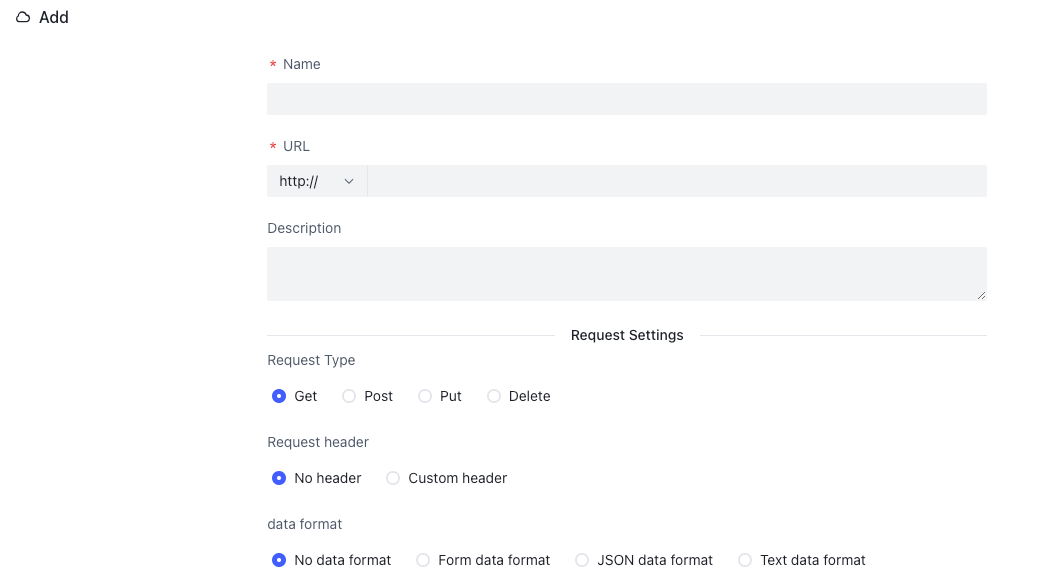 Add
* Name
* URL
http://
Description
Request Settings
Request Type
Get Post Put Delete
Request header
No header Custom header
data format
No data format Form data format JSON data format Text data format